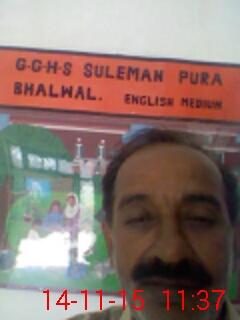 G-G-H-S SULEMAN PURA
BHALWAL. ENGLISH MEDIUM
14-11-15 11:37